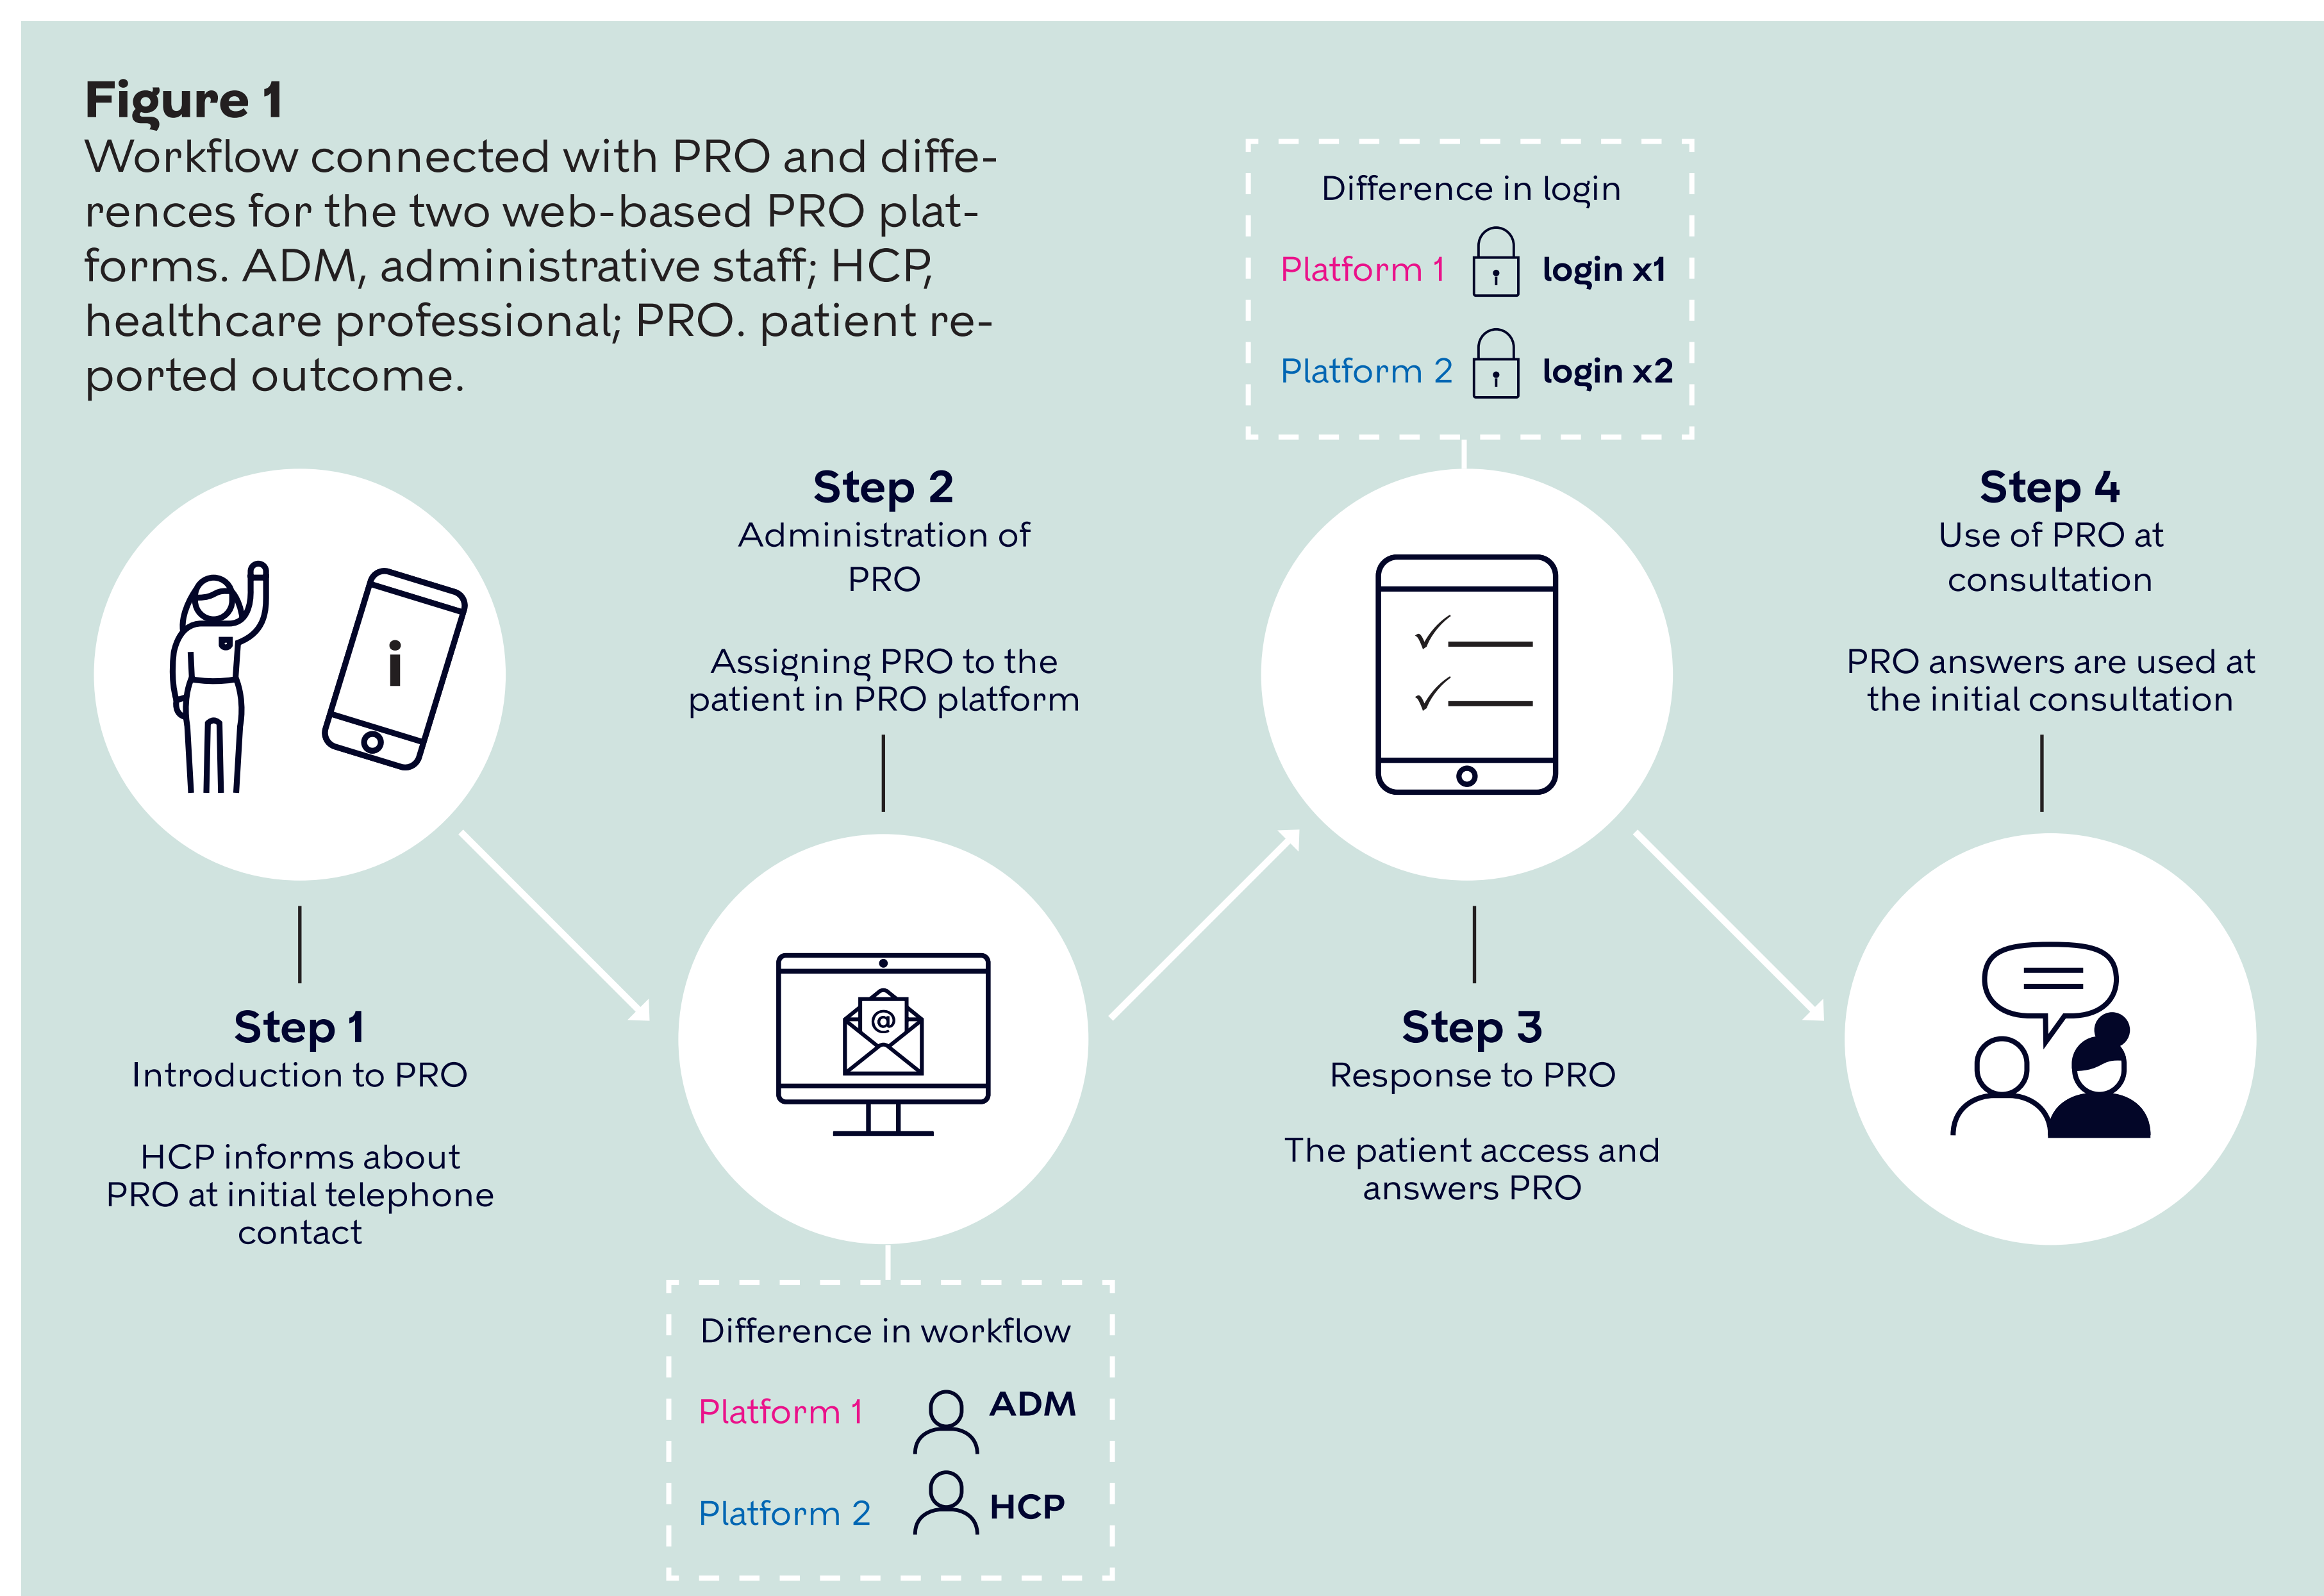 Figure 1
Workflow connected with PRO and diffe-
rences for the two web-based PRO plat-
forms. ADM, administrative staff; HCP,
healthcare professional; PRO. patient re-
ported outcome.
Difference in login
Platform 1 login x1
Platform 2 login x2
i
Step 1
Introduction to PRO
HCP informs about
PRO at initial telephone
contact
Step 2
Administration of
PRO
Assigning PRO to the
patient in PRO platform
@
Difference in workflow
Platform 1 ADM
Platform 2 HCP
Step 3
Response to PRO
The patient access and
answers PRO
Step 4
Use of PRO at
consultation
PRO answers are used at
the initial consultation